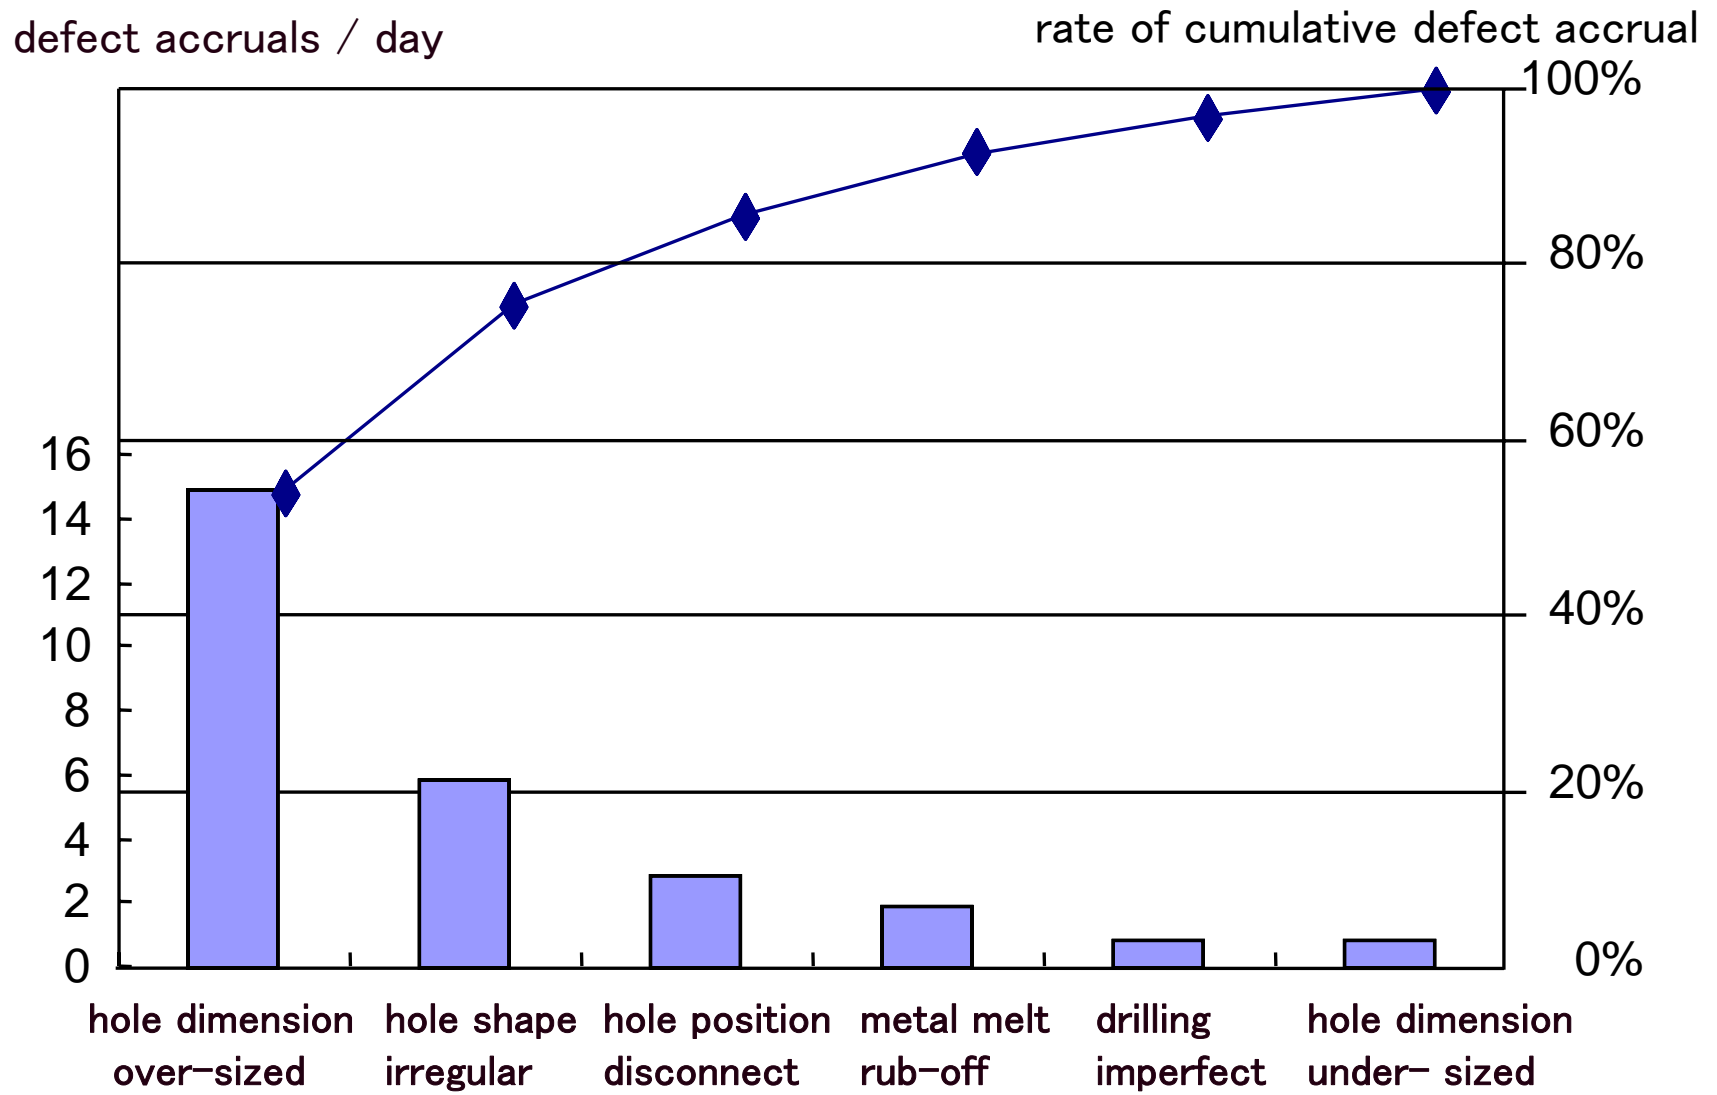 defect accruals / day
rate of cumulative defect accrual
100%
80%
60%
40%
20%
0%
16
14
12
10
8
6
4
2
0
hole dimension
over-sized
hole shape
irregular
hole position
disconnect
metal melt
rub-off
drilling
imperfect
hole dimension
under- sized